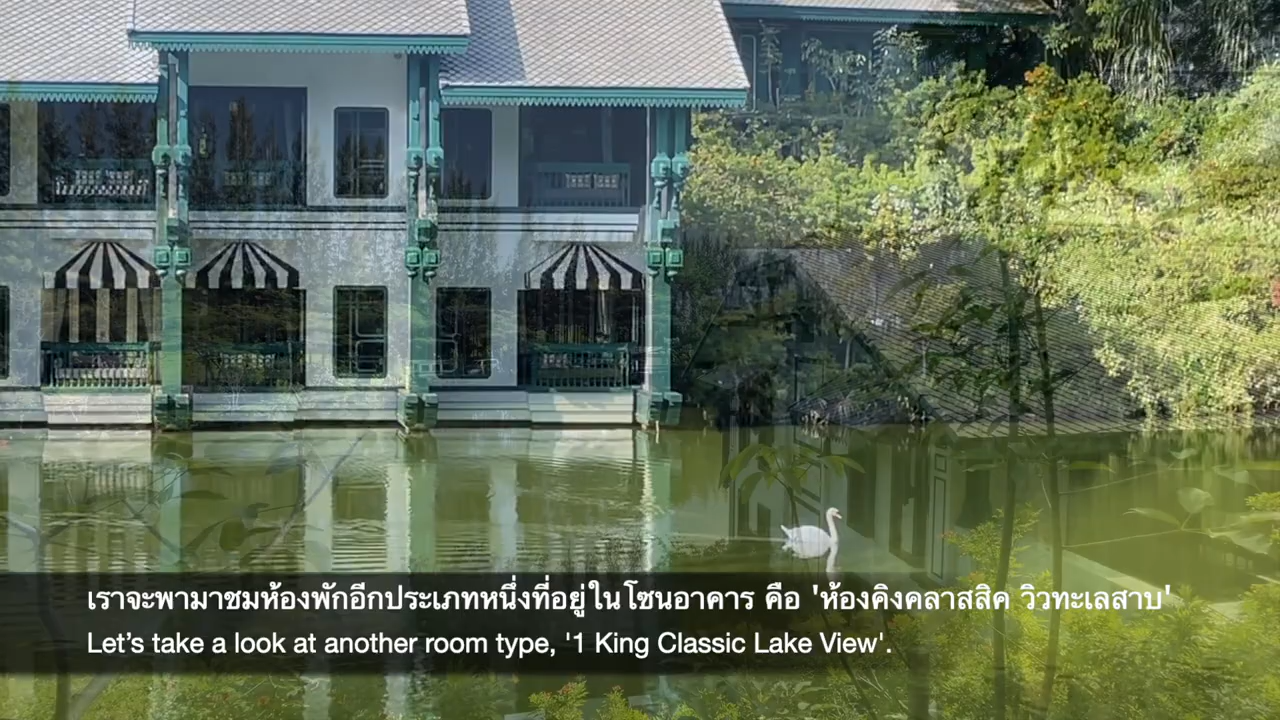 เราจะพามาชมห้องพักอีกประเภทหนึ่งที่อยู่ในโซนอาคาร คือ 'ห้องคิงคลาสสิค วิวทะเลสาบ'
Let’s take a look at another room type, '1 King Classic Lake View'.